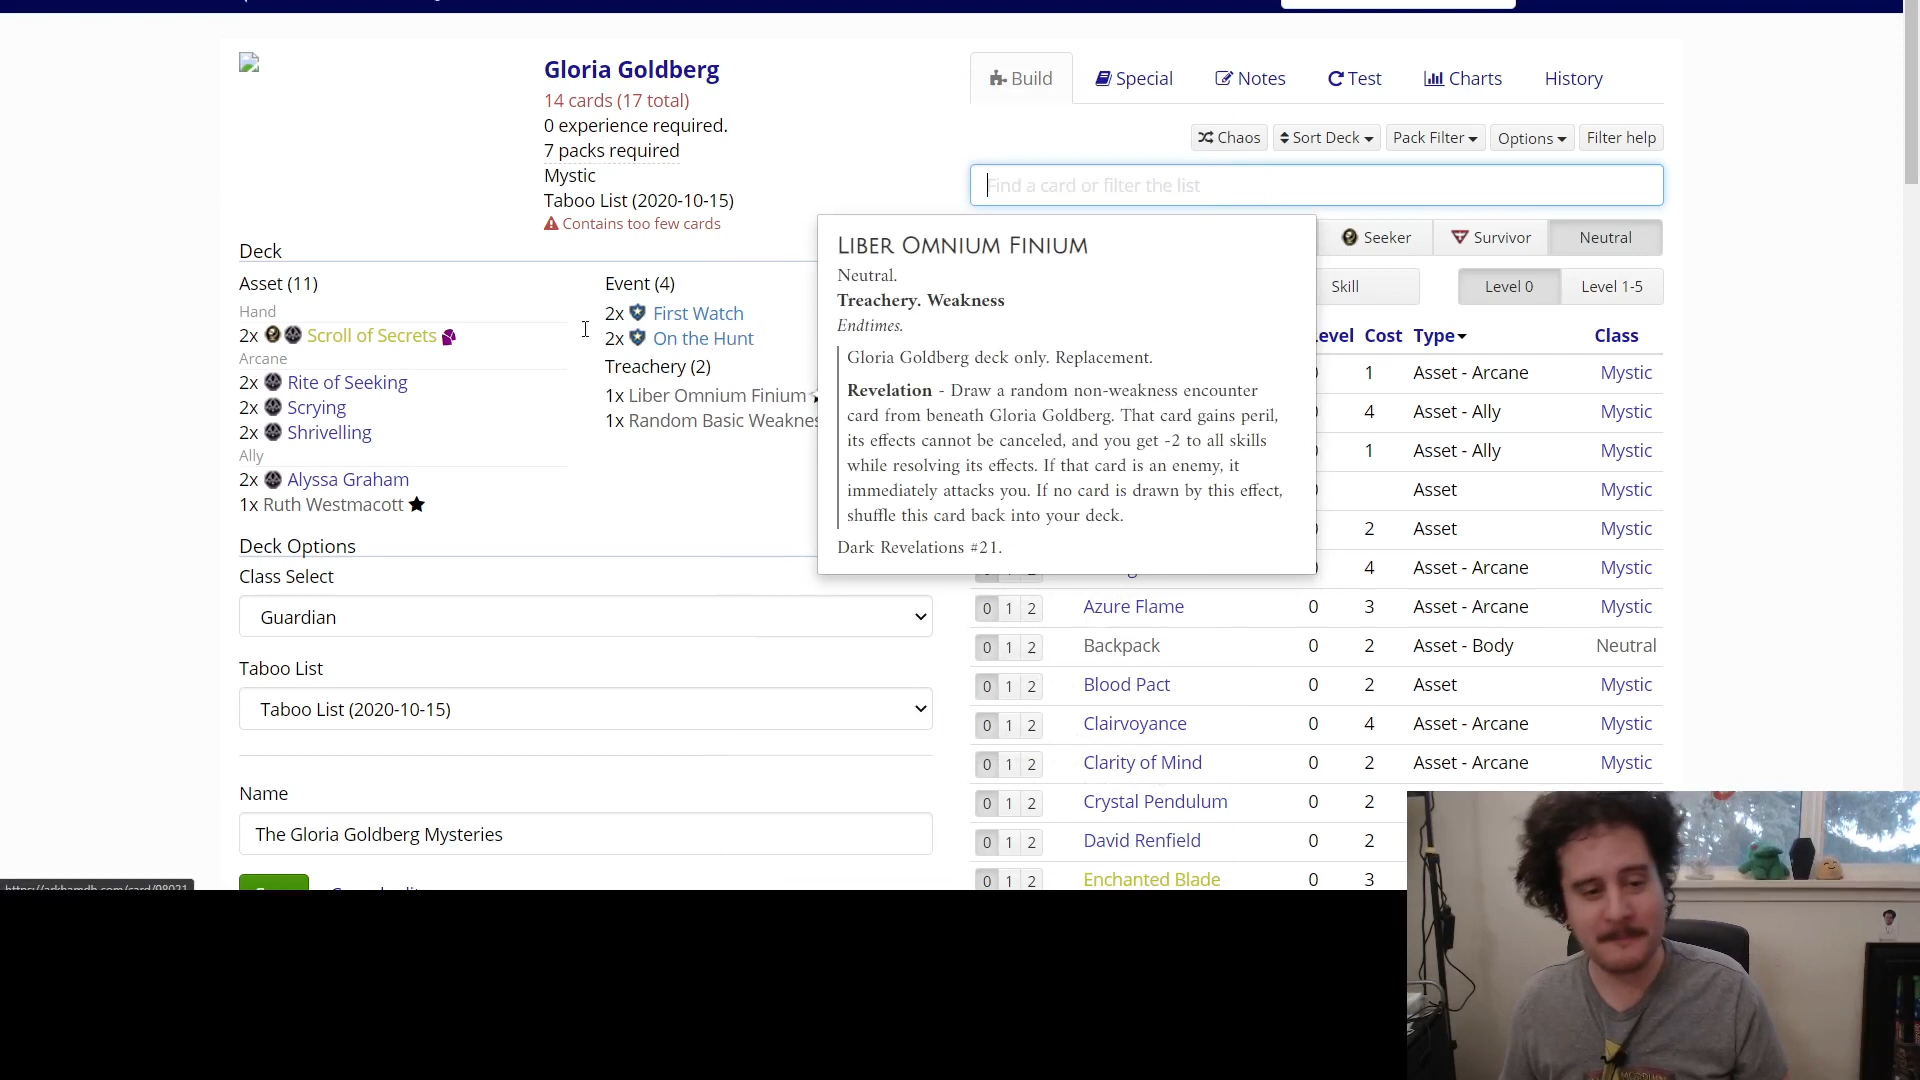 Gloria Goldberg
14 cards (17 total)
0 experience required.
7 packs required
Mystic
Taboo List (2020-10-15)
Contains too few cards
Deck
Asset (11)
Hand
2x Scroll of Secrets
Arcane
2x Rite of Seeking
2x Scrying
2x Shrivelling
Ally
2x Alyssa Graham
1x Ruth Westmacott
Event (4)
2x First Watch
2x On the Hunt
Treachery (2)
1x Liber Omnium Finium
1x Random Basic Weaknes
Deck Options
Class Select
Guardian
Taboo List
Taboo List (2020-10-15)
Name
The Gloria Goldberg Mysteries
https://arkhamdb.com/card/98021
Build Special Notes Test Charts History
Chaos Sort Deck Pack Filter Options Filter help
Find a card or filter the list
Seeker Survivor Neutral
Skill Level 0 Level 1-5
LIBER OMNIUM FINIUM
Neutral.
Treachery. Weakness
Endtimes.
Gloria Goldberg deck only. Replacement.
Revelation - Draw a random non-weakness encounter
card from beneath Gloria Goldberg. That card gains peril,
its effects cannot be canceled, and you get -2 to all skills
while resolving its effects. If that card is an enemy, it
immediately attacks you. If no card is drawn by this effect,
shuffle this card back into your deck.
Dark Revelations #21.
evel Cost Type Class
1 Asset - Arcane Mystic
4 Asset - Ally Mystic
1 Asset - Ally Mystic
Asset Mystic
2 Asset Mystic
4 Asset - Arcane Mystic
0 1 2 Azure Flame 0 3 Asset - Arcane Mystic
0 1 2 Backpack 0 2 Asset - Body Neutral
0 1 2 Blood Pact 0 2 Asset Mystic
0 1 2 Clairvoyance 0 4 Asset - Arcane Mystic
0 1 2 Clarity of Mind 0 2 Asset - Arcane Mystic
0 1 2 Crystal Pendulum 0 2
0 1 2 David Renfield 0 2
0 1 2 Enchanted Blade 0 3